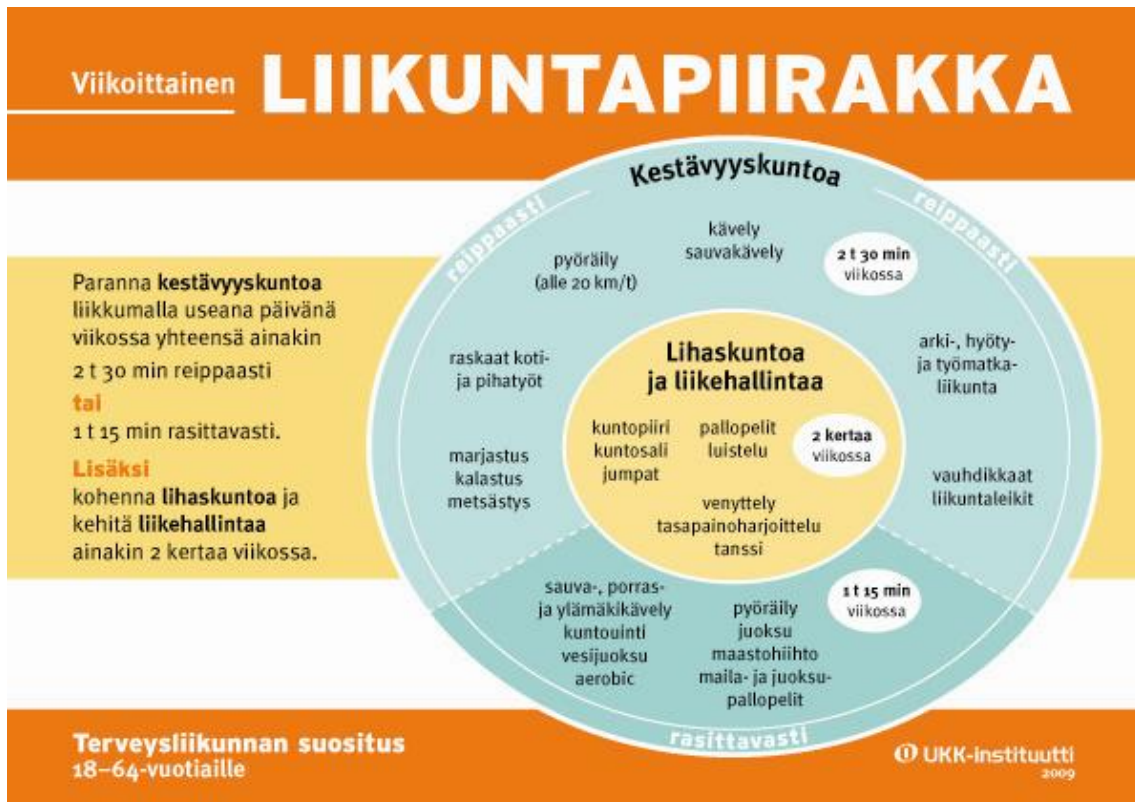 Viikoittainen LIIKUNTAPIIRAKKA
Paranna kestävyyskuntoa
liikkumalla useana päivänä
viikossa yhteensä ainakin
2 t 30 min reippaasti
tai
1 t 15 min rasittavasti.
Lisäksi
kohenna lihaskuntoa ja
kehitä liikehallintaa
ainakin 2 kertaa viikossa.
Kestävyyskuntoa
reippaasti
reippaasti
kävely
sauvakävely
2 t 30 min
viikossa
pyöräily
(alle 20 km/t)
raskaat koti-
ja pihatyöt
marjastus
kalastus
metsästys
arki-, hyöty-
ja työmatka-
liikunta
vauhdikkaat
liikuntaleikit
Lihaskuntoa
ja liikehallintaa
kuntopiiri
kuntosali
jumpat
pallopelit
luistelu
2 kertaa
viikossa
venyttely
tasapainoharjoittelu
tanssi
sauva-, porras-
ja ylämäkikävely
kuntouinti
vesijuoksu
aerobic
pyöräily
juoksu
maastohiihto
maila- ja juoksu-
pallopelit
1 t 15 min
viikossa
rasittavasti
Terveysliikunnan suositus
18–64-vuotiaille
UKK-instituutti
2009